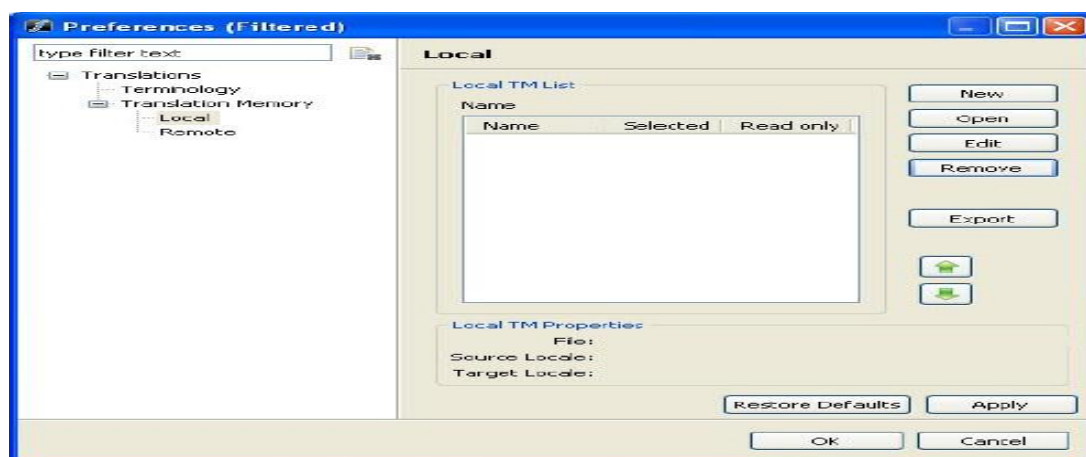 Preferences (Filtered)
type filter text
Translations
Terminology
Translation Memory
Local
Remote
Local
Local TM List
Name
Name Selected Read only
New
Open
Edit
Remove
Export
Local TM Properties
File:
Source Locale:
Target Locale:
Restore Defaults Apply
OK Cancel